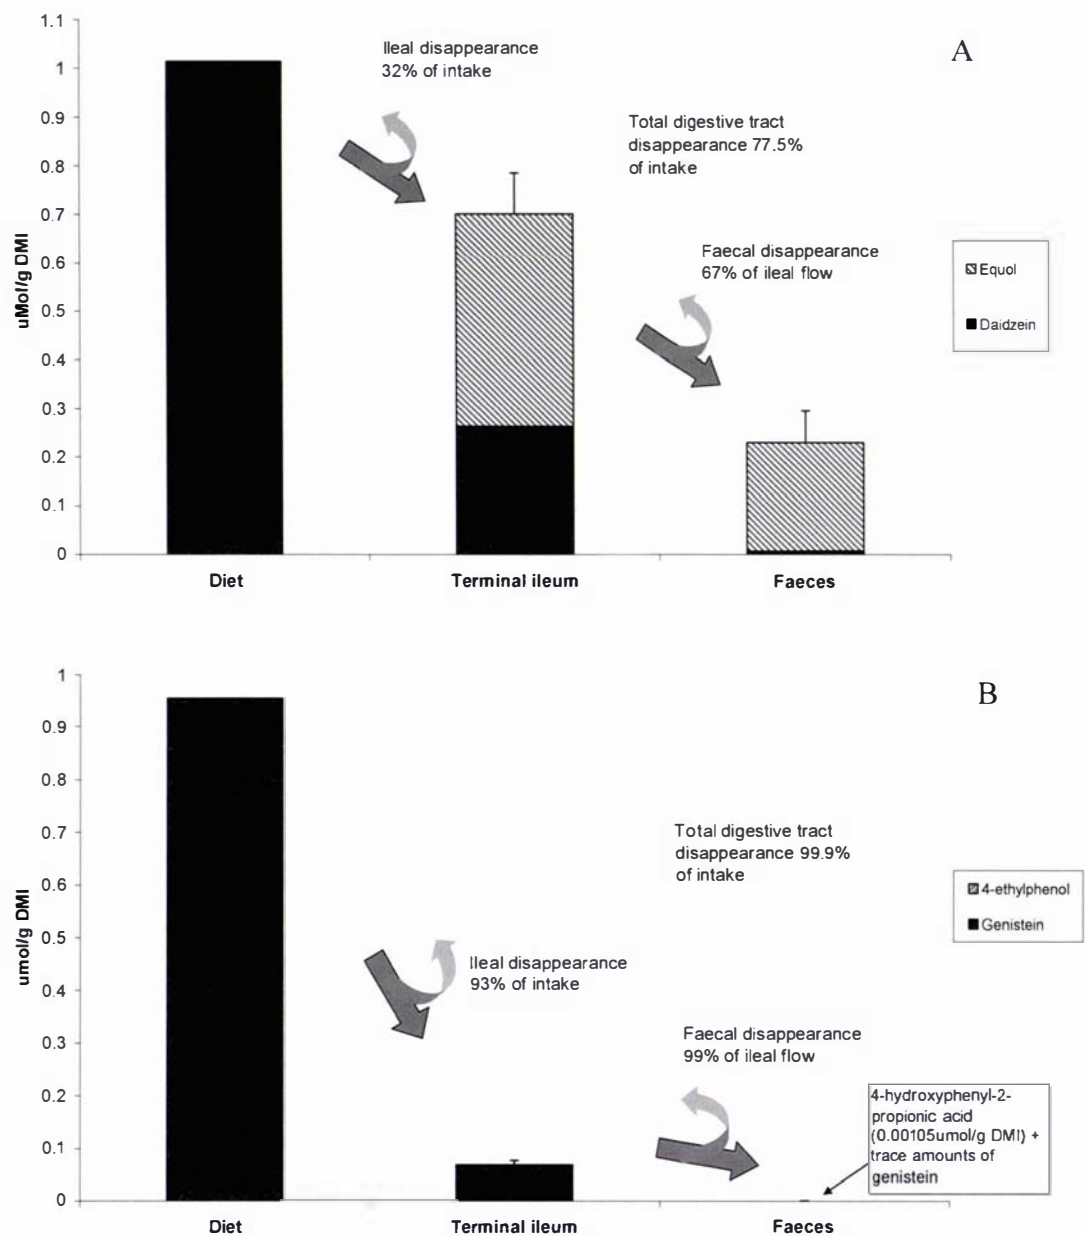 A
1.1
1
0.9
0.8
0.7
0.6
0.5
0.4
0.3
0.2
0.1
0
uMol/g DMI
Ileal disappearance
32% of intake
Total digestive tract
disappearance 77.5%
of intake
Faecal disappearance
67% of ileal flow
Equol
Daidzein
Diet
Terminal ileum
Faeces
B
1
0.9
0.8
0.7
0.6
0.5
0.4
0.3
0.2
0.1
0
umol/g DMI
Total digestive tract
disappearance 99.9%
of intake
Ileal disappearance
93% of intake
Faecal disappearance
99% of ileal flow
4-ethylphenol
Genistein
4-hydroxyphenyl-2-
propionic acid
(0.00105umol/g DMI) +
trace amounts of
genistein
Diet
Terminal ileum
Faeces